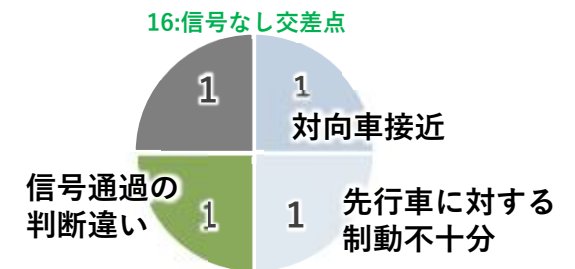 16:信号なし交差点
1
1
対向車接近
信号通過の
判断違い
1
1
先行車に対する
制動不十分